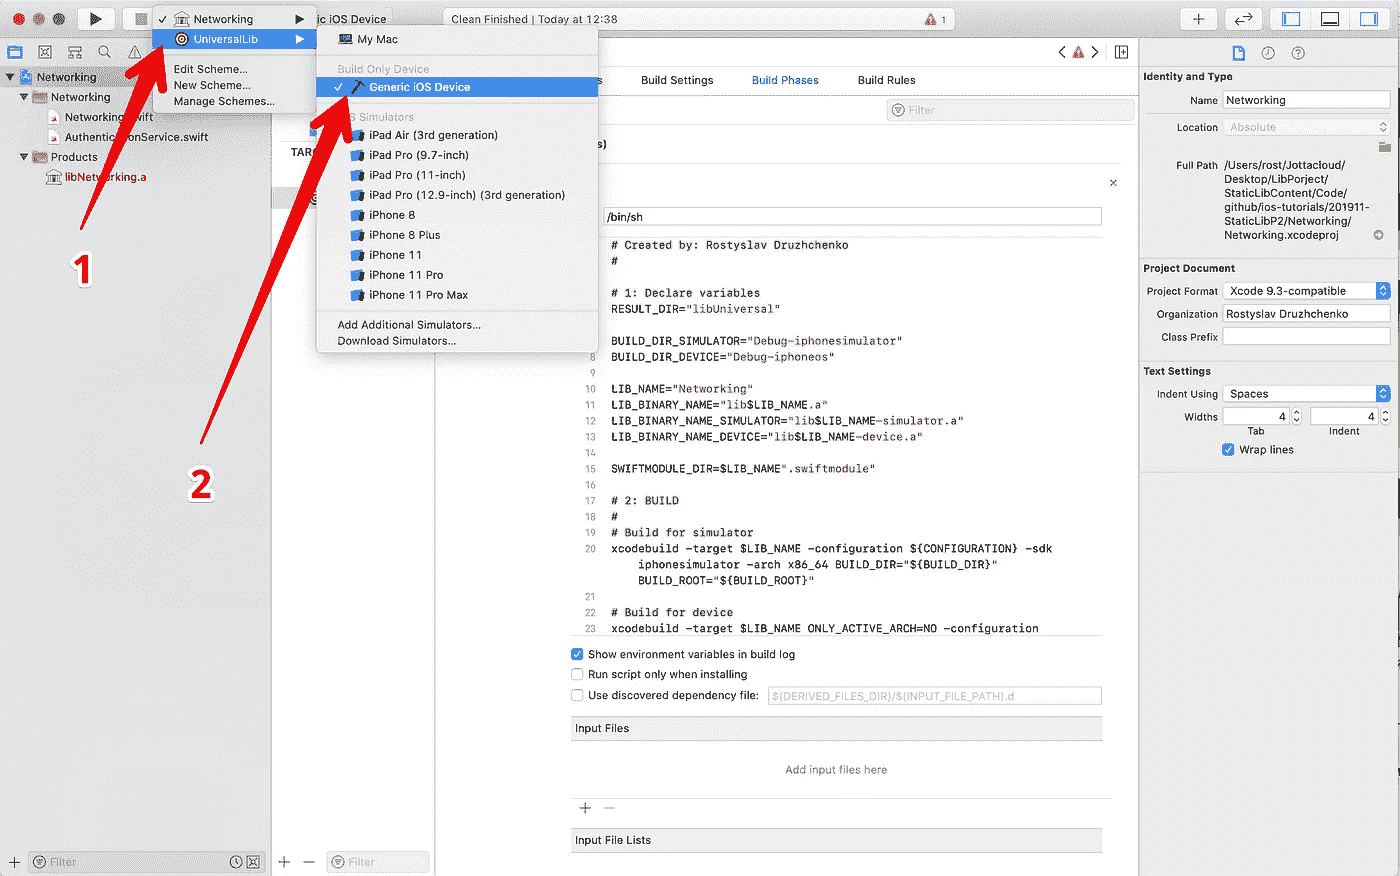 Networking
ic iOS Device
Clean Finished | Today at 12:38
1
UniversalLib
Edit Scheme...
New Scheme...
Manage Schemes...
My Mac
Build Only Device
Generic iOS Device
S Simulators
iPad Air (3rd generation)
iPad Pro (9.7-inch)
iPad Pro (11-inch)
iPad Pro (12.9-inch) (3rd generation)
iPhone 8
iPhone 8 Plus
iPhone 11
iPhone 11 Pro
iPhone 11 Pro Max
Add Additional Simulators...
Download Simulators...
Networking
Networking
Networking.swift
AuthenticationService.swift
Products
libNetworking.a
1
2
TARG
s
Build Settings
Build Phases
Build Rules
Filter
s)
/bin/sh
# Created by: Rostyslav Druzhchenko
#
# 1: Declare variables
RESULT_DIR="libUniversal"
BUILD_DIR_SIMULATOR="Debug-iphonesimulator"
8 BUILD_DIR_DEVICE="Debug-iphoneos"
9
10 LIB_NAME="Networking"
11 LIB_BINARY_NAME="lib$LIB_NAME.a"
12 LIB_BINARY_NAME_SIMULATOR="lib$LIB_NAME-simulator.a"
13 LIB_BINARY_NAME_DEVICE="lib$LIB_NAME-device.a"
14
15 SWIFTMODULE_DIR=$LIB_NAME".swiftmodule"
16
17 # 2: BUILD
18 #
19 # Build for simulator
20 xcodebuild -target $LIB_NAME -configuration ${CONFIGURATION} -sdk
iphonesimulator -arch x86_64 BUILD_DIR="${BUILD_DIR}"
BUILD_ROOT="${BUILD_ROOT}"
21
22 # Build for device
23 xcodebuild -target $LIB_NAME ONLY_ACTIVE_ARCH=NO -configuration
Show environment variables in build log
Run script only when installing
Use discovered dependency file: $(DERIVED_FILES_DIR)/$(INPUT_FILE_PATH).d
Input Files
Add input files here
Input File Lists
Filter
Filter
Identity and Type
Name Networking
Location Absolute
Full Path /Users/rost/Jottacloud/
Desktop/LibPorject/
StaticLibContent/Code/
github/ios-tutorials/201911-
StaticLibP2/Networking/
Networking.xcodeproj
Project Document
Project Format Xcode 9.3-compatible
Organization Rostyslav Druzhchenko
Class Prefix
Text Settings
Indent Using Spaces
Widths 4 4
Tab Indent
Wrap lines